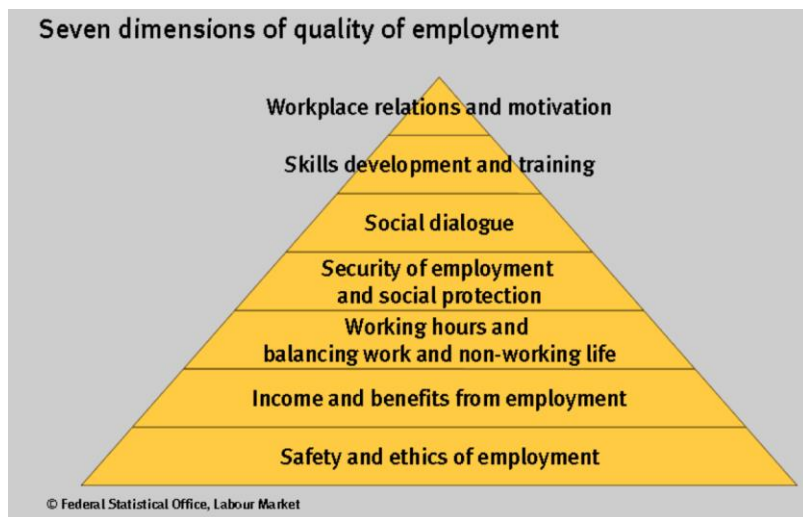 Seven dimensions of quality of employment
Workplace relations and motivation
Skills development and training
Social dialogue
Security of employment
and social protection
Working hours and
balancing work and non-working life
Income and benefits from employment
Safety and ethics of employment
© Federal Statistical Office, Labour Market